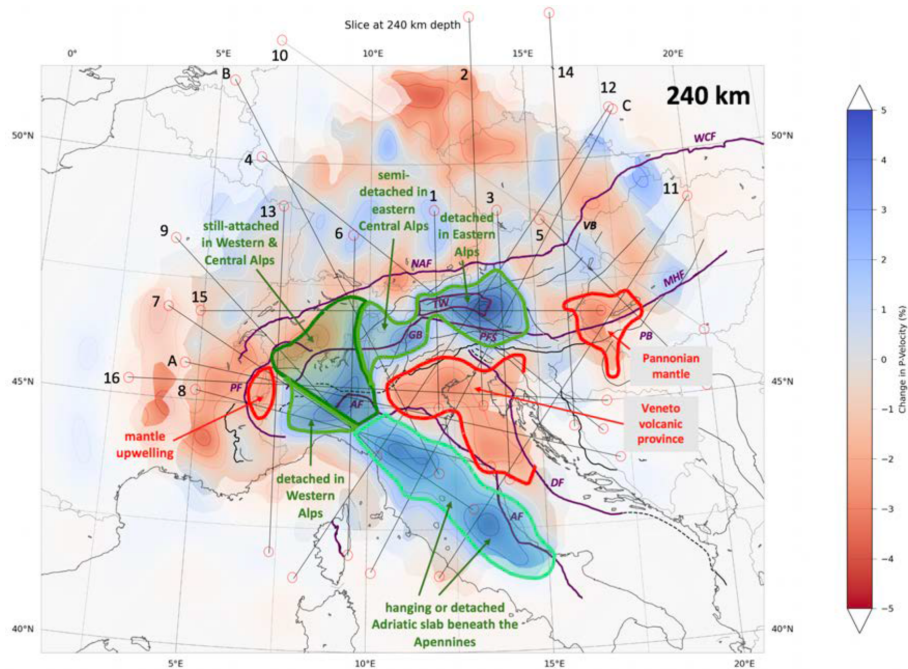 Slice at 240 km depth
0°
5°E
10°E
15°E
20°E
10
B
2
14
12
C
240 km
50°N
50°N
WCF
4
semi-
detached in
eastern
Central Alps
1
3
detached
in Eastern
Alps
5
VB
11
13
still-attached
in Western &
Central Alps
9
6
NAF
MHF
7
15
TW
GB
PFS
PB
Pannonian
mantle
A
16
8
PF
45°N
45°N
AF
Veneto
volcanic
province
mantle
upwelling
detached in
Western
Alps
DF
AF
hanging or detached
Adriatic slab beneath the
Apennines
40°N
40°N
5°E
10°E
15°E
20°E
5
4
3
2
1
0
−1
−2
−3
−4
−5
Change in P-Velocity (%)